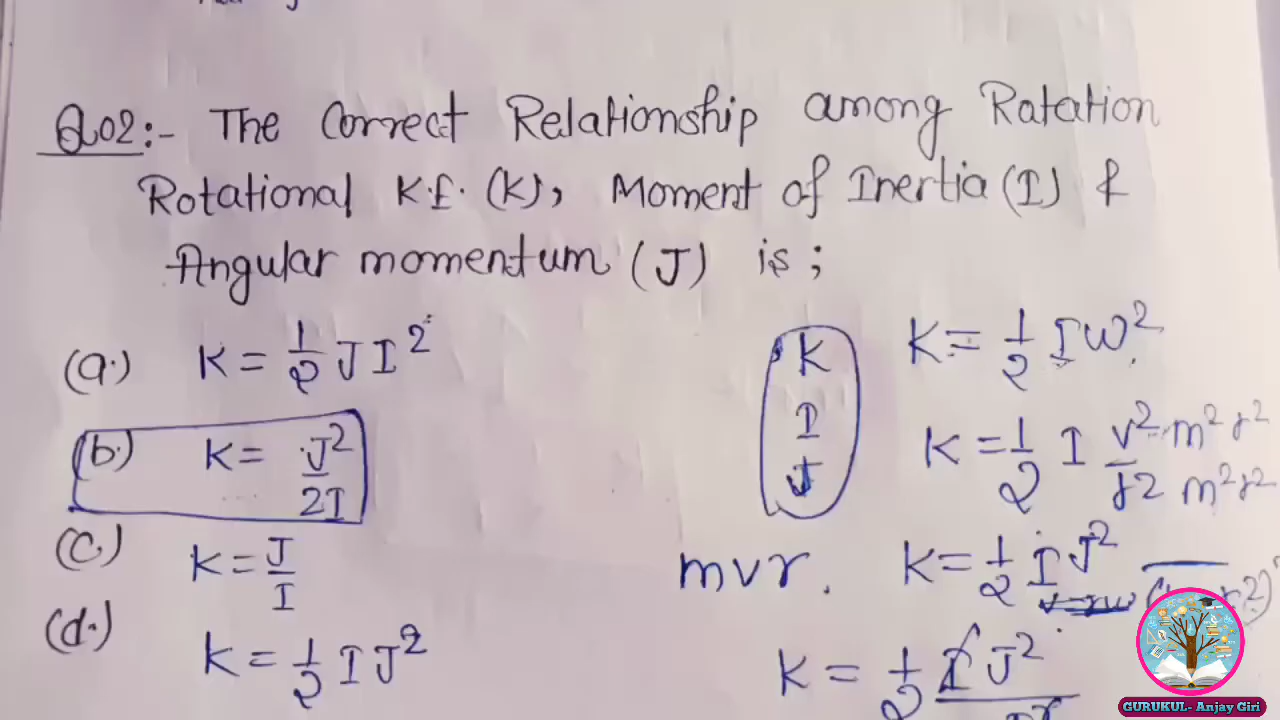 Q.02:- The Correct Relationship among Rotation
Rotational K.E. (K), Moment of Inertia (I) &
Angular momentum (J) is ;
(a.) K = 1/2 J I²
(b.) K = J²/2I
(c.) K = J/I
(d.) K = 1/2 I J²
K
I
J
mvr.
K = 1/2 I ω²
K = 1/2 I v²/r² m²r²/m²r²
K = 1/2 I J²
K = 1/2 I J²
GURUKUL- Anjay Giri